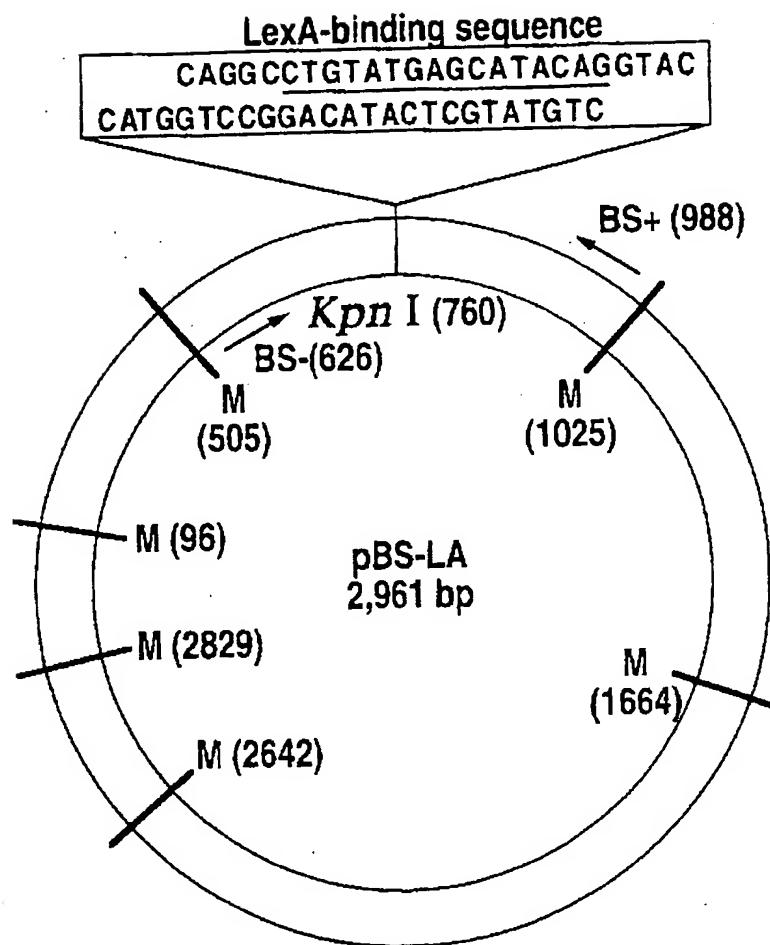 LexA-binding sequence
CAGGCCTGTATGAGCATACAGGTAC
CATGGTCCGGACATACTCGTATGTC
BS+ (988)
Kpn I (760)
BS-(626)
M
(505)
M
(1025)
M (96)
pBS-LA
2,961 bp
M (2829)
M
(1664)
M (2642)